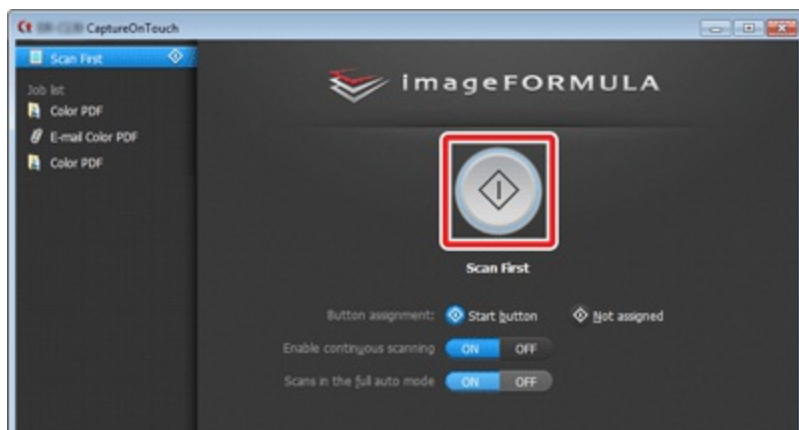 CaptureOnTouch
Scan First
Job list
Color PDF
E-mail Color PDF
Color PDF
imageFORMULA
Scan First
Button assignment: Start button Not assigned
Enable continuous scanning ON OFF
Scans in the full auto mode ON OFF